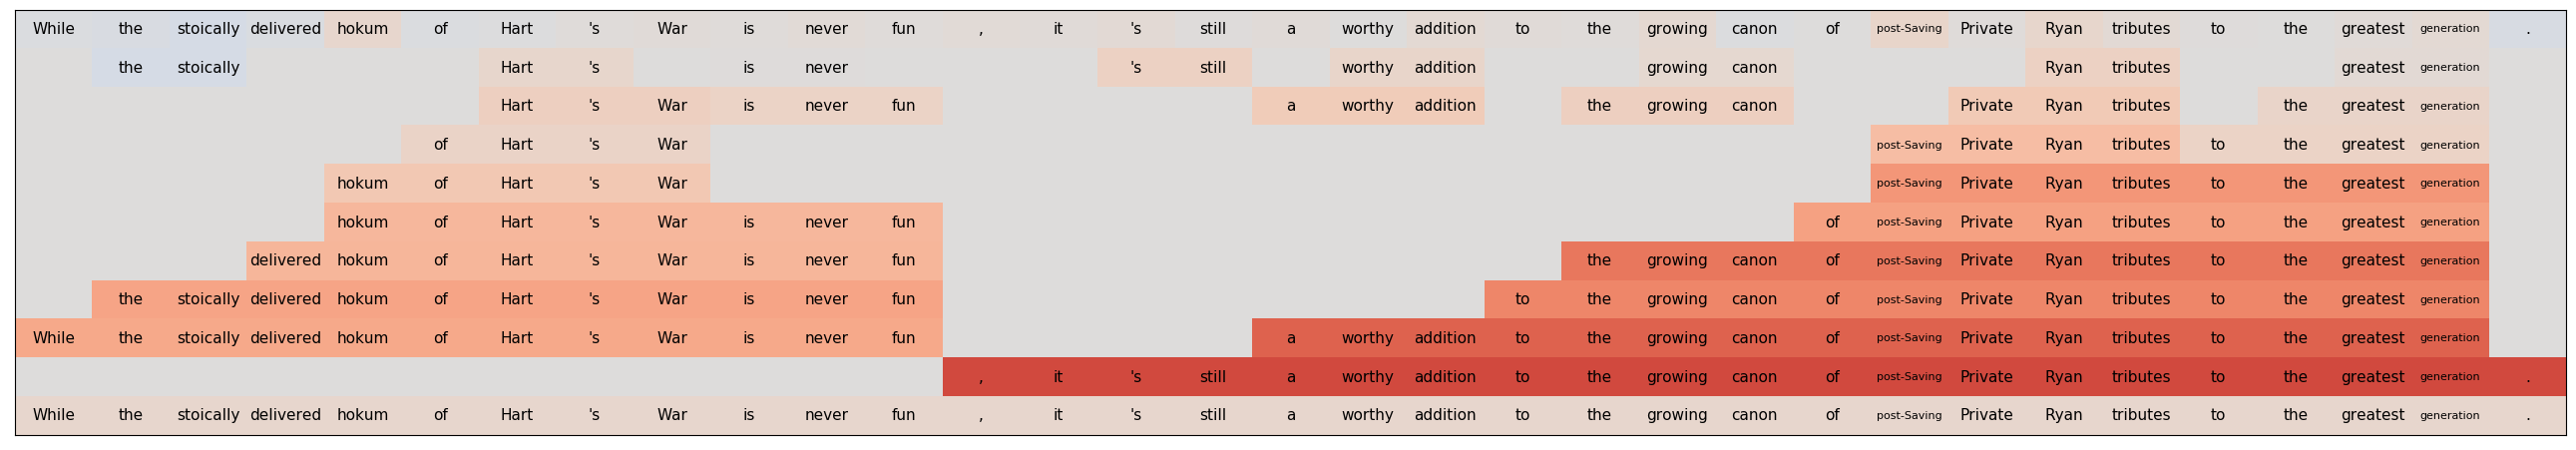 While the stoically delivered hokum of Hart 's War is never fun , it 's still a worthy addition to the growing canon of post-Saving Private Ryan tributes to the greatest generation .
the stoically Hart 's is never 's still worthy addition growing canon Ryan tributes greatest generation
Hart 's War is never fun a worthy addition the growing canon Private Ryan tributes the greatest generation
of Hart 's War post-Saving Private Ryan tributes to the greatest generation
hokum of Hart 's War post-Saving Private Ryan tributes to the greatest generation
hokum of Hart 's War is never fun of post-Saving Private Ryan tributes to the greatest generation
delivered hokum of Hart 's War is never fun the growing canon of post-Saving Private Ryan tributes to the greatest generation
the stoically delivered hokum of Hart 's War is never fun to the growing canon of post-Saving Private Ryan tributes to the greatest generation
While the stoically delivered hokum of Hart 's War is never fun a worthy addition to the growing canon of post-Saving Private Ryan tributes to the greatest generation
, it 's still a worthy addition to the growing canon of post-Saving Private Ryan tributes to the greatest generation .
While the stoically delivered hokum of Hart 's War is never fun , it 's still a worthy addition to the growing canon of post-Saving Private Ryan tributes to the greatest generation .